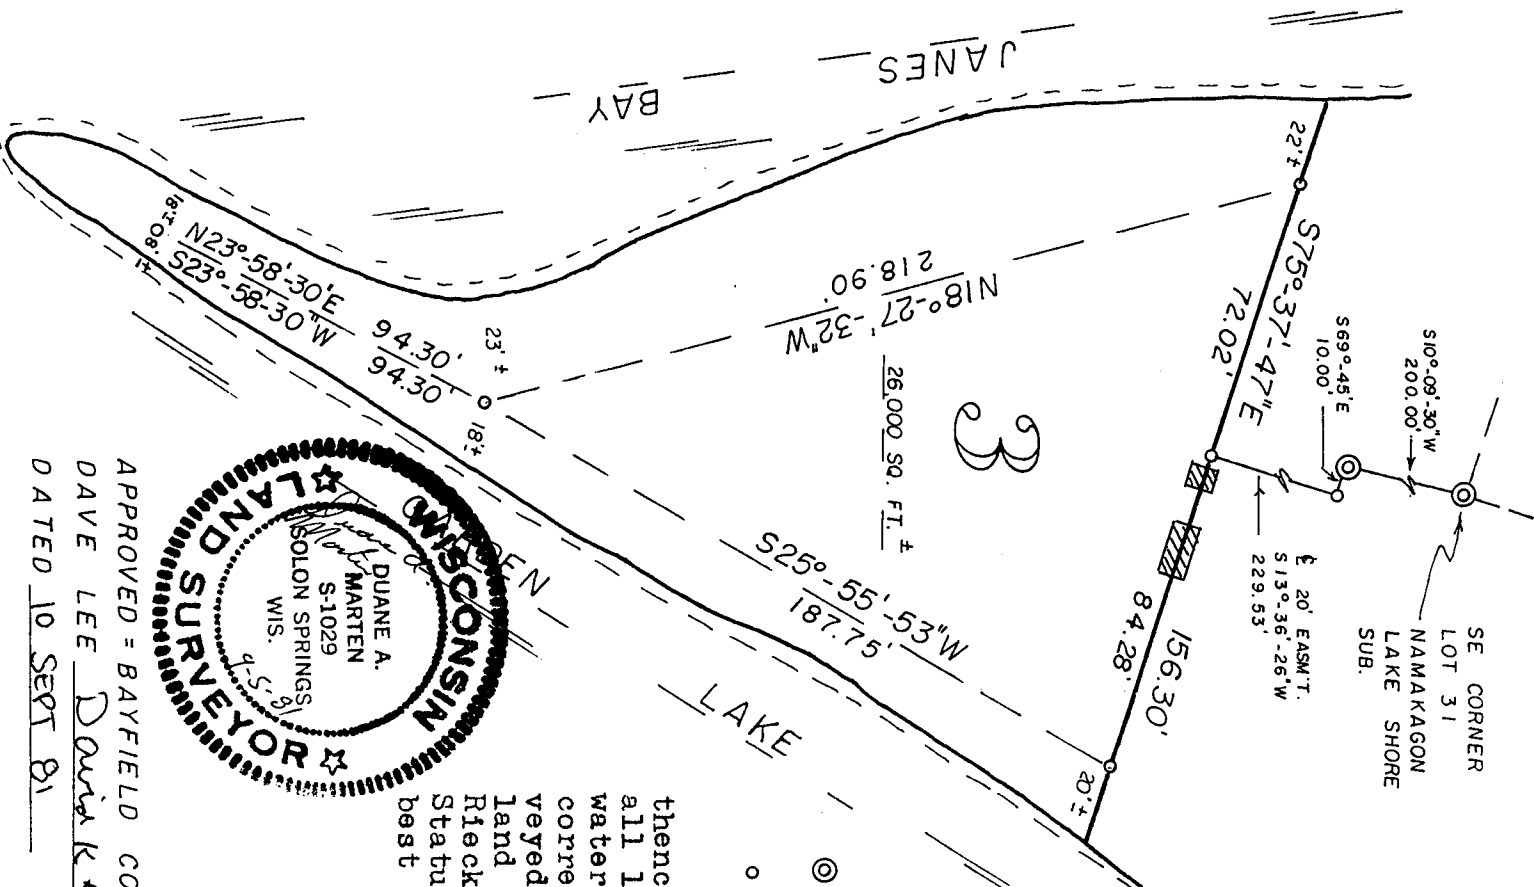 JANES
BAY
22'±
S75°-37'-47"E
72.02'
S69°-45'E
10.00'
S10°-09'-30"W
200.00'
SE CORNER
LOT 31
NAMAKAGON
LAKE SHORE
SUB.
℄ 20' EASM'T.
S13°-36'-26"W
229.53'
156.30'
84.28'
20'±
N18°-27'-32"W
218.90'
3
26,000 SQ. FT. ±
S25°-55'-53"W
187.75'
18'±
80'±
N23°-58'-30"E 94.30'
S23°-58'-30"W 94.30'
23'±
18'±
LAKE
WISCONSIN
LAND SURVEYOR
DUANE A.
MARTEN
S-1029
SOLON SPRINGS
WIS.
thenc
all l
water
corre
veyed
land
Rieck
Statu
best
APPROVED = BAYFIELD CO
DAVE LEE David K
DATED 10 SEPT 81